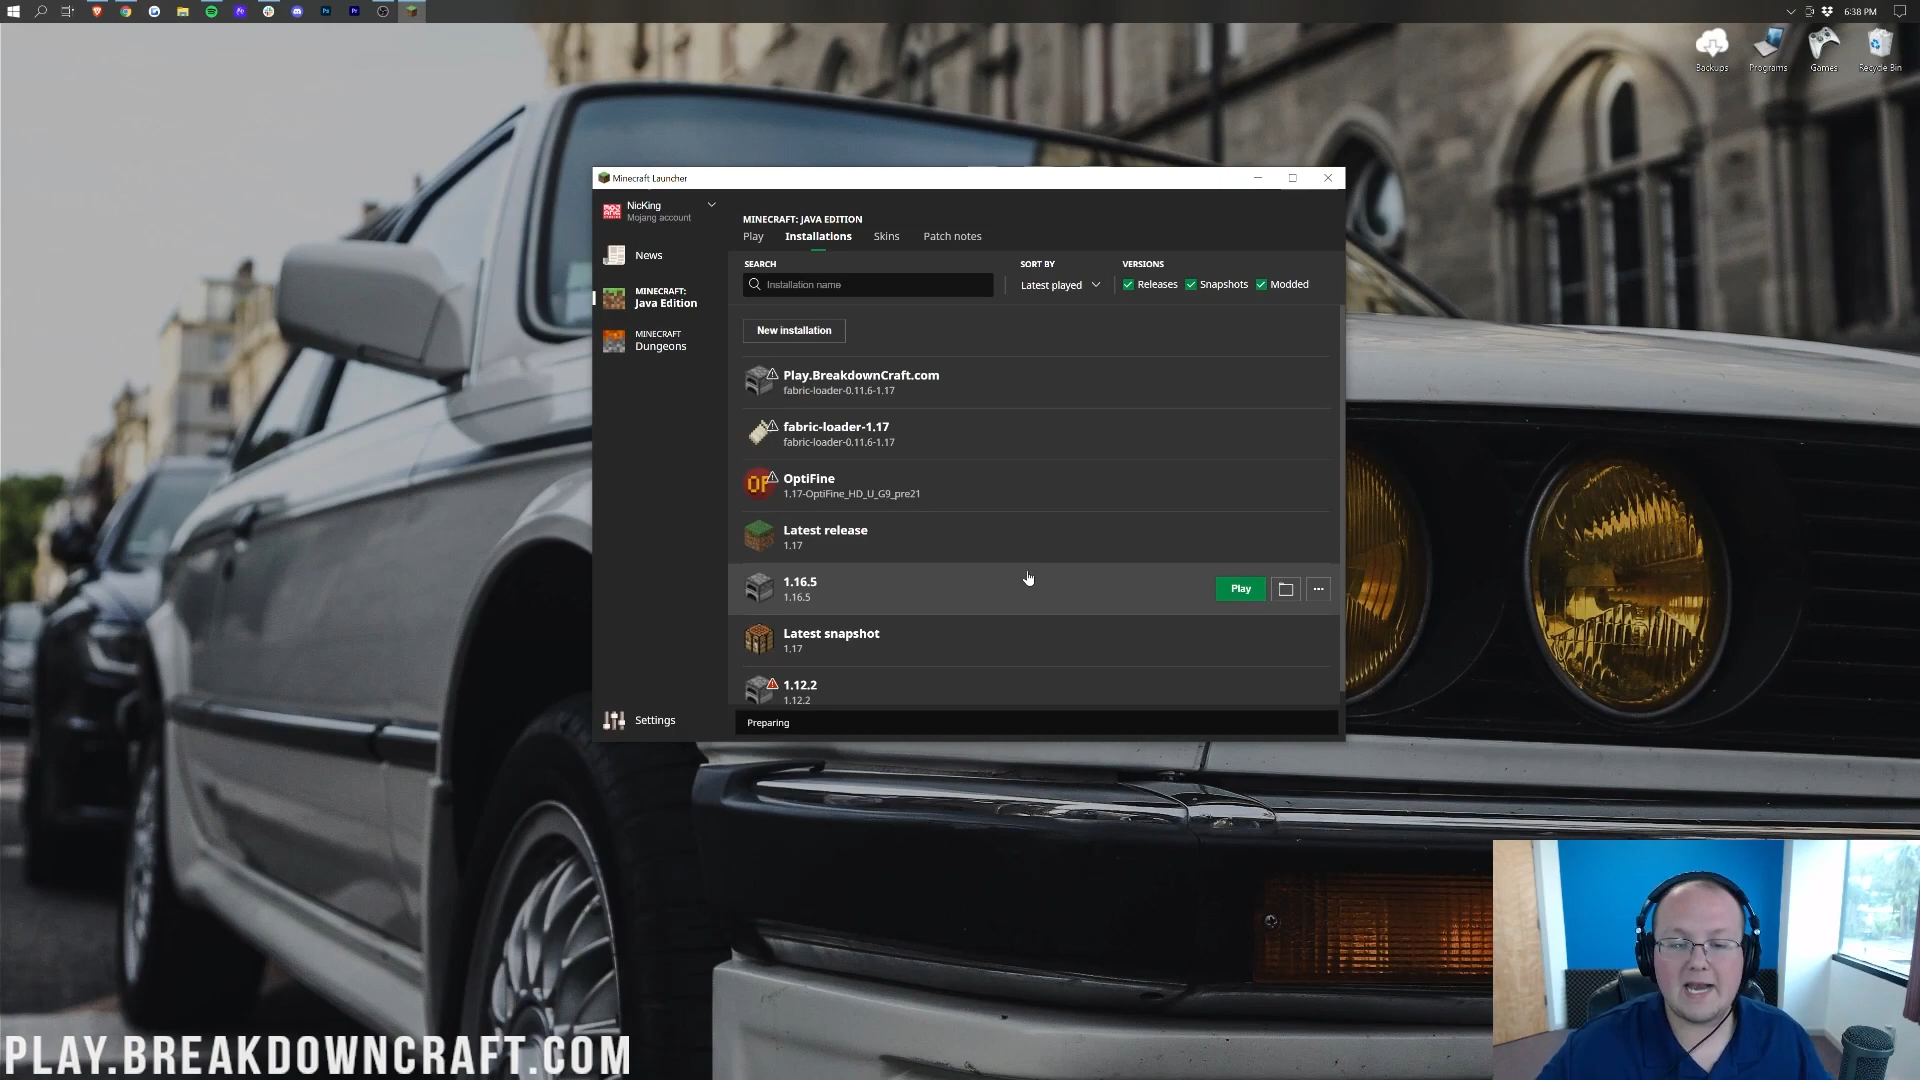 6:38 PM
Backups
Programs
Games
Recycle Bin
Minecraft Launcher
NicKing
Mojang account
News
MINECRAFT:
Java Edition
MINECRAFT
Dungeons
Settings
MINECRAFT: JAVA EDITION
Play Installations Skins Patch notes
SEARCH
Installation name
SORT BY
Latest played
VERSIONS
Releases Snapshots Modded
New installation
Play.BreakdownCraft.com
fabric-loader-0.11.6-1.17
fabric-loader-1.17
fabric-loader-0.11.6-1.17
OptiFine
1.17-OptiFine_HD_U_G9_pre21
Latest release
1.17
1.16.5
1.16.5
Play
Latest snapshot
1.17
1.12.2
1.12.2
Preparing
PLAY.BREAKDOWNCRAFT.COM